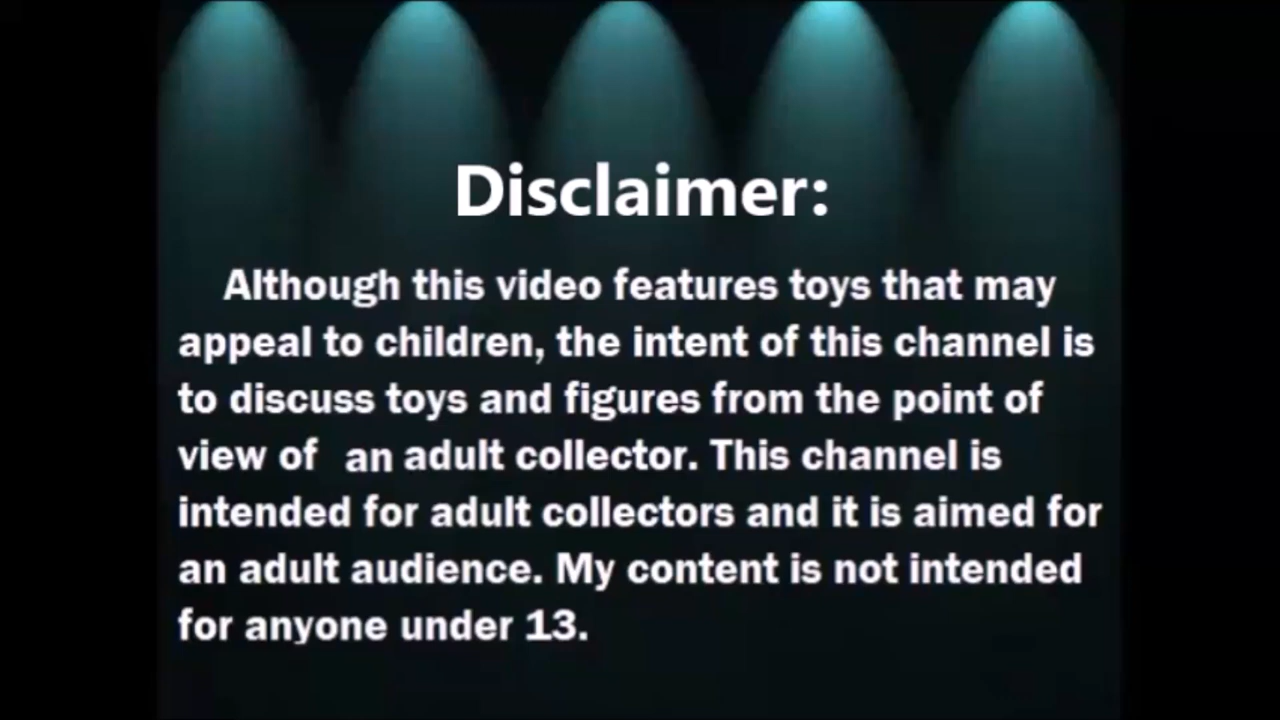 Disclaimer:
Although this video features toys that may
appeal to children, the intent of this channel is
to discuss toys and figures from the point of
view of an adult collector. This channel is
intended for adult collectors and it is aimed for
an adult audience. My content is not intended
for anyone under 13.